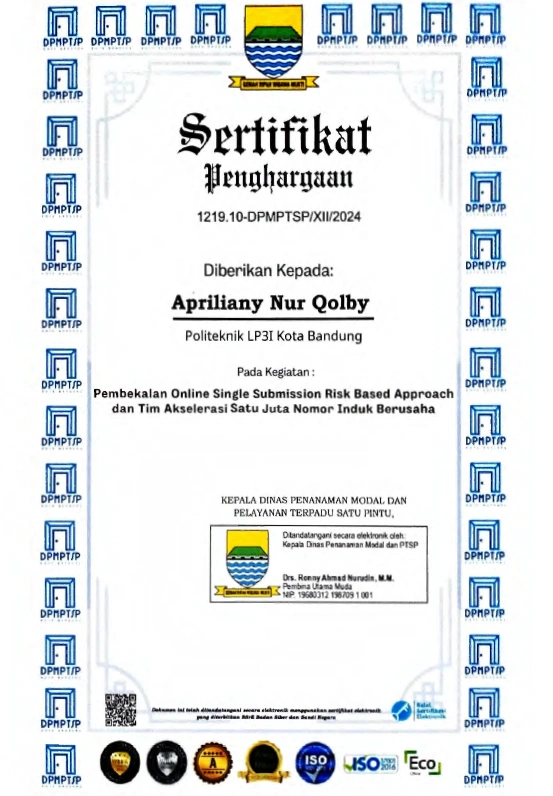 DPMPTSP
DPMPTSP
DPMPTSP
DPMPTSP
DPMPTSP
DPMPTSP
DPMPTSP
DPMPTSP
Sertifikat
Penghargaan
1219.10-DPMPTSP/XII/2024
Diberikan Kepada:
Apriliany Nur Qolby
Politeknik LP3I Kota Bandung
Pada Kegiatan :
Pembekalan Online Single Submission Risk Based Approach
dan Tim Akselerasi Satu Juta Nomor Induk Berusaha
KEPALA DINAS PENANAMAN MODAL DAN
PELAYANAN TERPADU SATU PINTU,
Ditandatangani secara elektronik oleh:
Kepala Dinas Penanaman Modal dan PTSP
Drs. Ronny Ahmad Nurudin, M.M.
Pembina Utama Muda
NIP. 19680312 198709 1 001
Dokumen ini telah ditandatangani secara elektronik menggunakan sertifikat elektronik
yang diterbitkan BSrE Badan Siber dan Sandi Negara
Balai
Sertifikasi
Elektronik
A
ISO
ISO
Eco